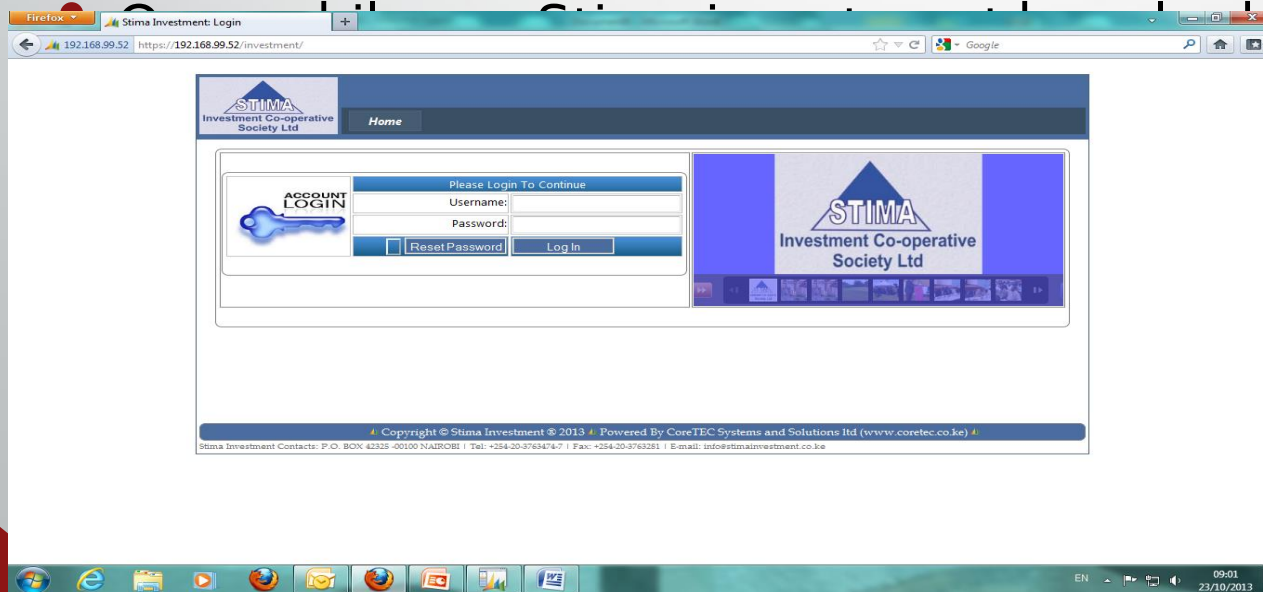 Firefox
Stima Investment: Login
192.168.99.52 https://192.168.99.52/investment/
Google
STIMA
Investment Co-operative
Society Ltd
Home
ACCOUNT
LOGIN
Please Login To Continue
Username:
Password:
Reset Password
Log In
STIMA
Investment Co-operative
Society Ltd
Copyright © Stima Investment ® 2013 Powered By CoreTEC Systems and Solutions ltd (www.coretec.co.ke)
Stima Investment Contacts: P.O. BOX 42325 -00100 NAIROBI | Tel: +254-20-3763474-7 | Fax: +254-20-3763281 | E-mail: info@stimainvestment.co.ke
EN
09:01
23/10/2013